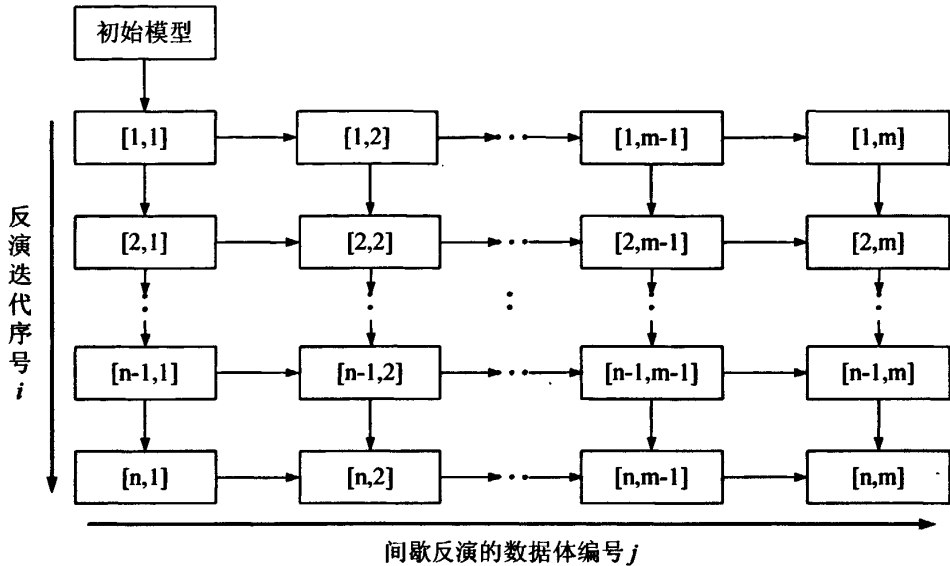 初始模型
[1,1] [1,2] [1,m-1] [1,m]
[2,1] [2,2] [2,m-1] [2,m]
[n-1,1] [n-1,2] [n-1,m-1] [n-1,m]
[n,1] [n,2] [n,m-1] [n,m]
反演迭代序号i
间歇反演的数据体编号j